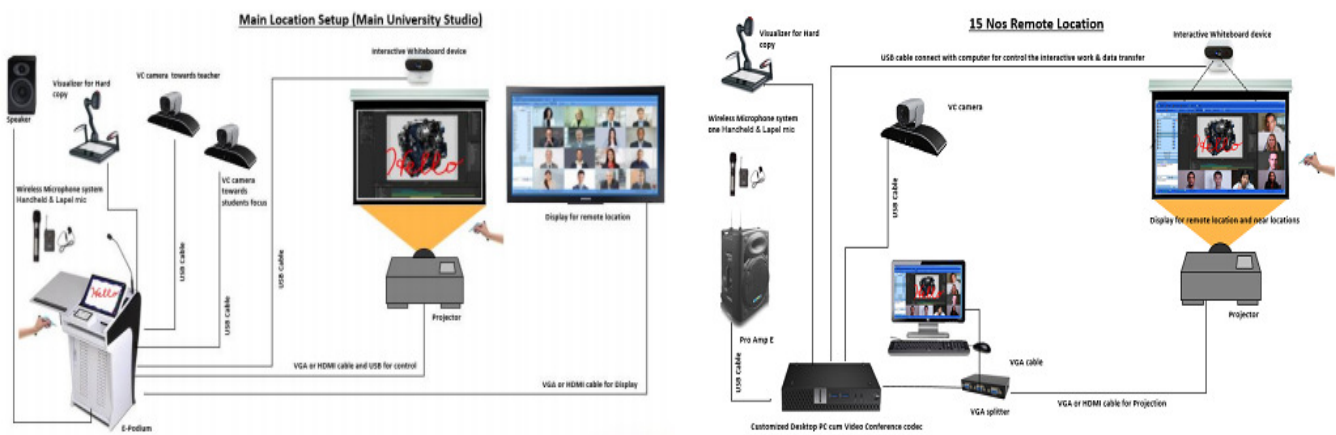 Main Location Setup (Main University Studio)
Speaker
Visualizer for Hard
copy
VC camera towards teacher
Interactive Whiteboard device
VC camera
towards
students focus
Wireless Microphone system
Handheld & Lapel mic
Hello
Hello
Display for remote location
USB Cable
USB Cable
USB Cable
Projector
VGA or HDMI cable and USB for control
VGA or HDMI cable for Display
E-Podium
15 Nos Remote Location
Visualizer for Hard
copy
USB cable connect with computer for control the interactive work & data transfer
Interactive Whiteboard device
VC camera
Wireless Microphone system
one Handheld & Lapel mic
Hello
USB Cable
Display for remote location and near locations
Hello
Projector
Pro Amp E
USB Cable
VGA cable
VGA splitter
VGA or HDMI cable for Projection
Customized Desktop PC cum Video Conference codec